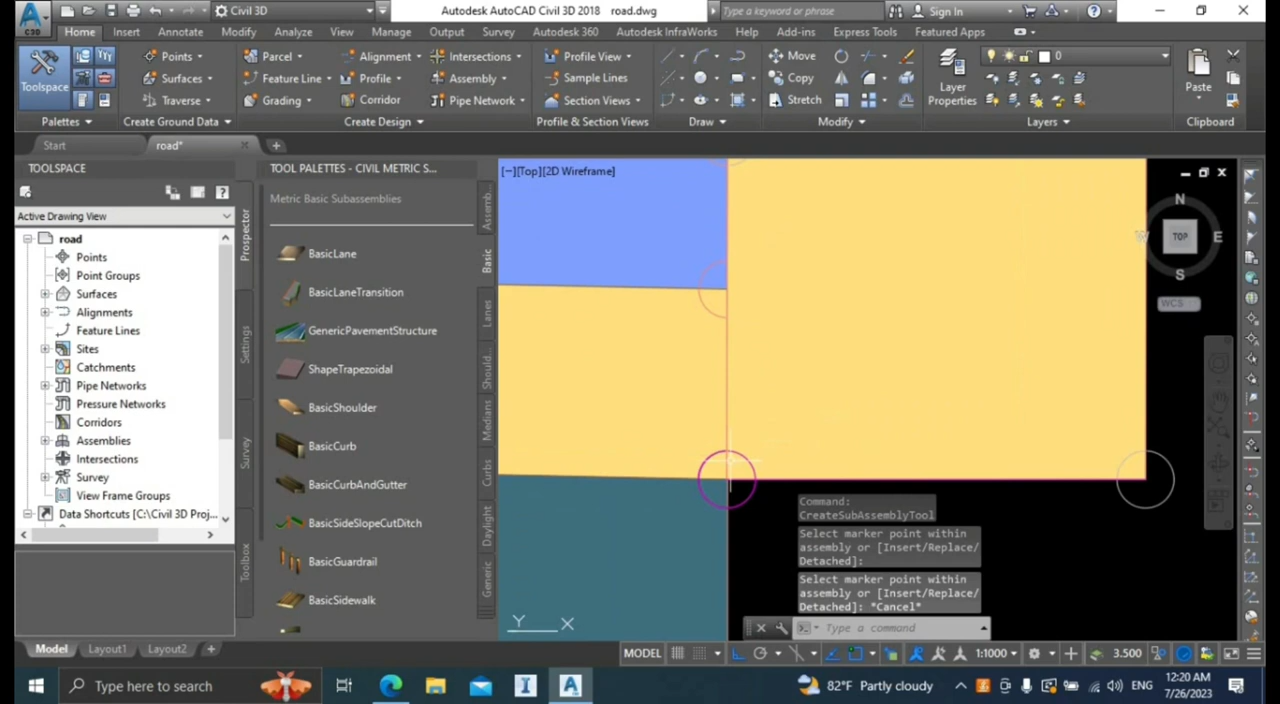 Civil 3D
Autodesk AutoCAD Civil 3D 2018 road.dwg
Type a keyword or phrase
Sign In
C3D
Home Insert Annotate Modify Analyze View Manage Output Survey Autodesk 360 Autodesk InfraWorks Help Add-ins Express Tools Featured Apps
Toolspace
Palettes
Points
Surfaces
Traverse
Create Ground Data
Parcel
Feature Line
Grading
Alignment
Profile
Corridor
Intersections
Assembly
Pipe Network
Create Design
Profile View
Sample Lines
Section Views
Profile & Section Views
Draw
Move
Copy
Stretch
Modify
Layer
Properties
0
Layers
Paste
Clipboard
Start
road*
TOOLSPACE
Active Drawing View
road
Points
Point Groups
Surfaces
Alignments
Feature Lines
Sites
Catchments
Pipe Networks
Pressure Networks
Corridors
Assemblies
Intersections
Survey
View Frame Groups
Data Shortcuts [C:\Civil 3D Proj...
Prospector
Settings
Survey
Toolbox
TOOL PALETTES - CIVIL METRIC S...
Metric Basic Subassemblies
BasicLane
BasicLaneTransition
GenericPavementStructure
ShapeTrapezoidal
BasicShoulder
BasicCurb
BasicCurbAndGutter
BasicSideSlopeCutDitch
BasicGuardrail
BasicSidewalk
Assemb...
Basic
Lanes
Should...
Medians
Curbs
Daylight
Generic
[−][Top][2D Wireframe]
N
W TOP E
S
WCS
Command:
CreateSubAssemblyTool
Select marker point within
assembly or [Insert/Replace/
Detached]:
Select marker point within
assembly or [Insert/Replace/
Detached]: *Cancel*
Type a command
Y X
Model Layout1 Layout2
MODEL
1:1000
3.500
Type here to search
82°F Partly cloudy
ENG
12:20 AM
7/26/2023